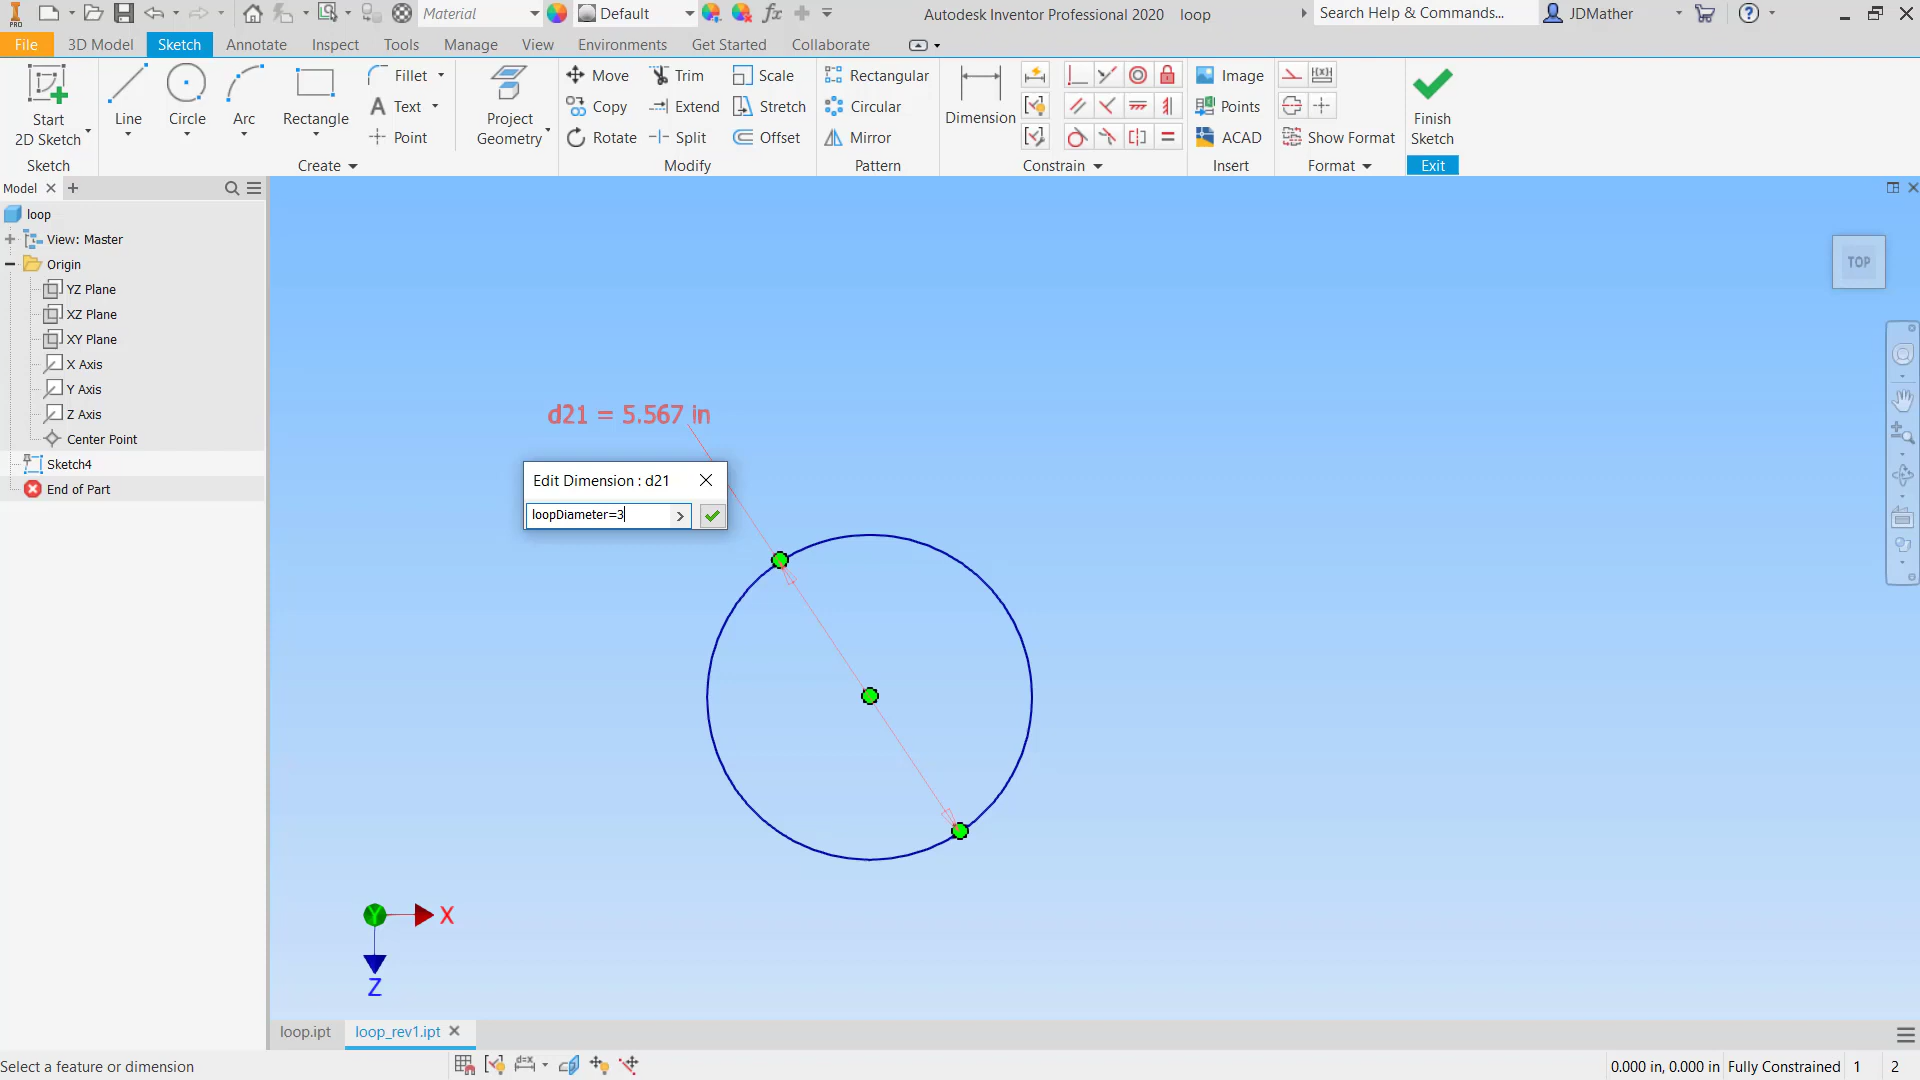 PRO
Material
Default
fx
Autodesk Inventor Professional 2020 loop
Search Help & Commands...
JDMather
File
3D Model
Sketch
Annotate
Inspect
Tools
Manage
View
Environments
Get Started
Collaborate
Start
2D Sketch
Line
Circle
Arc
Rectangle
Fillet
Text
Point
Project
Geometry
Move
Copy
Rotate
Trim
Extend
Split
Scale
Stretch
Offset
Rectangular
Circular
Mirror
Dimension
Image
Points
ACAD
Show Format
Finish
Sketch
Sketch
Create
Modify
Pattern
Constrain
Insert
Format
Exit
Model
loop
View: Master
Origin
YZ Plane
XZ Plane
XY Plane
X Axis
Y Axis
Z Axis
Center Point
Sketch4
End of Part
TOP
d21 = 5.567 in
Edit Dimension : d21
loopDiameter=3
Y
X
Z
loop.ipt
loop_rev1.ipt
Select a feature or dimension
0.000 in, 0.000 in Fully Constrained 1 2